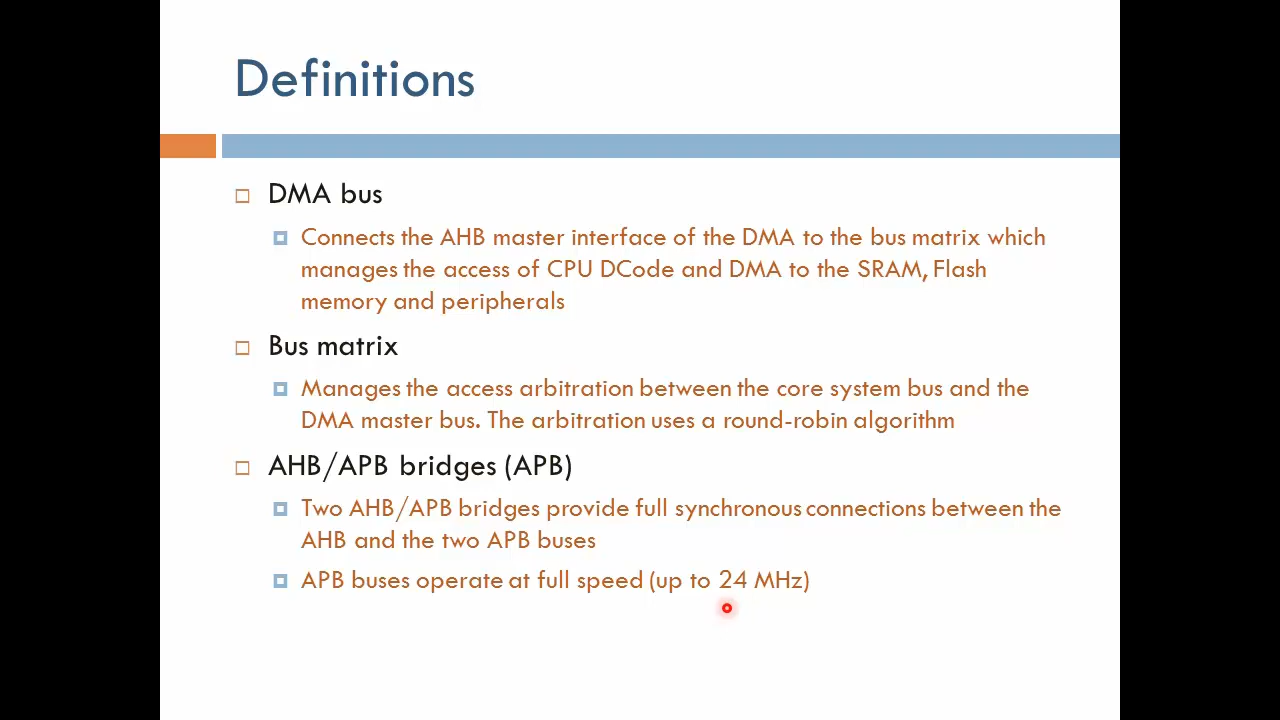 Definitions
DMA bus
Connects the AHB master interface of the DMA to the bus matrix which
manages the access of CPU DCode and DMA to the SRAM, Flash
memory and peripherals
Bus matrix
Manages the access arbitration between the core system bus and the
DMA master bus. The arbitration uses a round-robin algorithm
AHB/APB bridges (APB)
Two AHB/APB bridges provide full synchronous connections between the
AHB and the two APB buses
APB buses operate at full speed (up to 24 MHz)